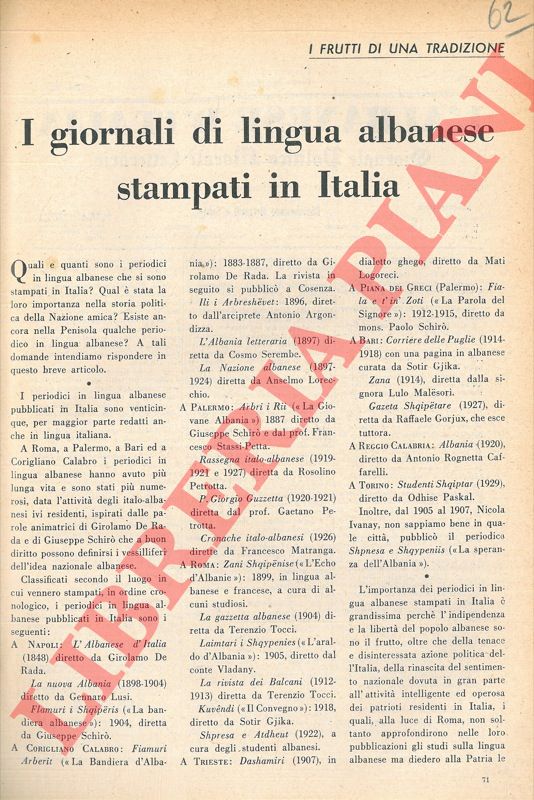 62
I FRUTTI DI UNA TRADIZIONE
I giornali di lingua albanese
stampati in Italia
Quali e quanti sono i periodici
in lingua albanese che si sono
stampati in Italia? Qual è stata la
loro importanza nella storia politi-
ca della Nazione amica? Esiste an-
cora nella Penisola qualche perio-
dico in lingua albanese? A tali
domande intendiamo rispondere in
questo breve articolo.
•
I periodici in lingua albanese
pubblicati in Italia sono venticin-
que, per maggior parte redatti an-
che in lingua italiana.
A Roma, a Palermo, a Bari ed a
Corigliano Calabro i periodici in
lingua albanese hanno avuto più
lunga vita e sono stati più nume-
rosi, data l'attività degli italo-alba-
nesi ivi residenti, ispirati dalle pa-
role animatrici di Girolamo De Ra-
da e di Giuseppe Schirò che a buon
diritto possono definirsi i vessilliferi
dell'idea nazionale albanese.
Classificati secondo il luogo in
cui vennero stampati, in ordine cro-
nologico, i periodici in lingua al-
banese pubblicati in Italia sono i
seguenti:
A NAPOLI: L'Albanese d'Italia
(1848) diretto da Girolamo De
Rada.
La nuova Albania (1898-1904)
diretto da Gennaro Lusi.
Flamuri i Shqipëris (« La ban-
diera albanese »): 1904, diretto
da Giuseppe Schirò.
A CORIGLIANO CALABRO: Fiamuri
Arberit (« La Bandiera d'Alba-
nia »): 1883-1887, diretto da Gi-
rolamo De Rada. La rivista in
seguito si pubblicò a Cosenza.
Ili i Arbreshëvet: 1896, diret-
to dall'arciprete Antonio Argon-
dizza.
L'Albania letteraria (1897) di-
retta da Cosmo Serembe.
La Nazione albanese (1897-
1924) diretta da Anselmo Lorec-
chio.
A PALERMO: Arbri i Rii (« La Gio-
vane Albania ») 1887 diretto da
Giuseppe Schirò e dal prof. Fran-
cesco Stassi-Petta.
Rassegna italo-albanese (1919-
1921 e 1927) diretta da Rosolino
Petrotta.
P. Giorgio Guzzetta (1920-1921)
diretto dal prof. Gaetano Pe-
trotta.
Cronache italo-albanesi (1926)
dirette da Francesco Matranga.
A ROMA: Zani Shqipënise (« L'Echo
d'Albanie »): 1899, in lingua al-
banese e francese, a cura di al-
cuni studiosi.
La gazzetta albanese (1904) di-
retta da Terenzio Tocci.
Laimtari i Shqypenies (« L'aral-
do d'Albania »): 1905, diretto dal
conte Vladany.
La rivista dei Balcani (1912-
1913) diretta da Terenzio Tocci.
Kuvëndi (« Il Convegno »): 1918,
diretto da Sotir Gjika.
Shpresa e Atdheut (1922), a
cura degli studenti albanesi.
A TRIESTE: Dashamiri (1907), in
dialetto ghego, diretto da Mati
Logoreci.
A PIANA DEI GRECI (Palermo): Fia-
la e t'in' Zoti (« La Parola del
Signore »): 1912-1915, diretto da
mons. Paolo Schirò.
A BARI: Corriere delle Puglie (1914-
1918) con una pagina in albanese
curata da Sotir Gjika.
Zana (1914), diretta dalla si-
gnora Lulo Malësori.
Gazeta Shqipëtare (1927), di-
retta da Raffaele Gorjux, che esce
tuttora.
A REGGIO CALABRIA: Albania (1920),
diretto da Antonio Rognetta Caf-
farelli.
A TORINO: Studenti Shqiptar (1929),
diretto da Odhise Paskal.
Inoltre, dal 1905 al 1907, Nicola
Ivanay, non sappiamo bene in qua-
le città, pubblicò il periodico
Shpnesa e Shqypeniis (« La speran-
za dell'Albania »).
•
L'importanza dei periodici in lin-
gua albanese stampati in Italia è
grandissima perchè l'indipendenza
e la libertà del popolo albanese so-
no il frutto, oltre che della tenace
e disinteressata azione politica del-
l'Italia, della rinascita del sentimen-
to nazionale dovuta in gran parte
all'attività intelligente ed operosa
dei patrioti residenti in Italia, i
quali, alla luce di Roma, non sol-
tanto approfondirono nelle loro
pubblicazioni gli studi sulla lingua
albanese ma diedero alla Patria le
71
LIBRERIA PIANI